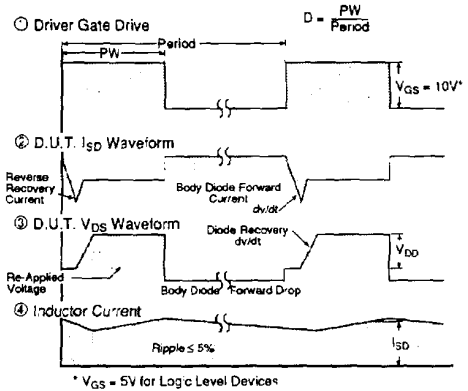 ① Driver Gate Drive
D = PW
Period
Period
PW
VGS = 10V*
② D.U.T. ISD Waveform
Reverse
Recovery
Current
Body Diode Forward
Current
dv/dt
③ D.U.T. VDS Waveform
Diode Recovery
dv/dt
VDD
Re-Applied
Voltage
Body Diode Forward Drop
④ Inductor Current
Ripple ≤ 5%
ISD
* VGS = 5V for Logic Level Devices